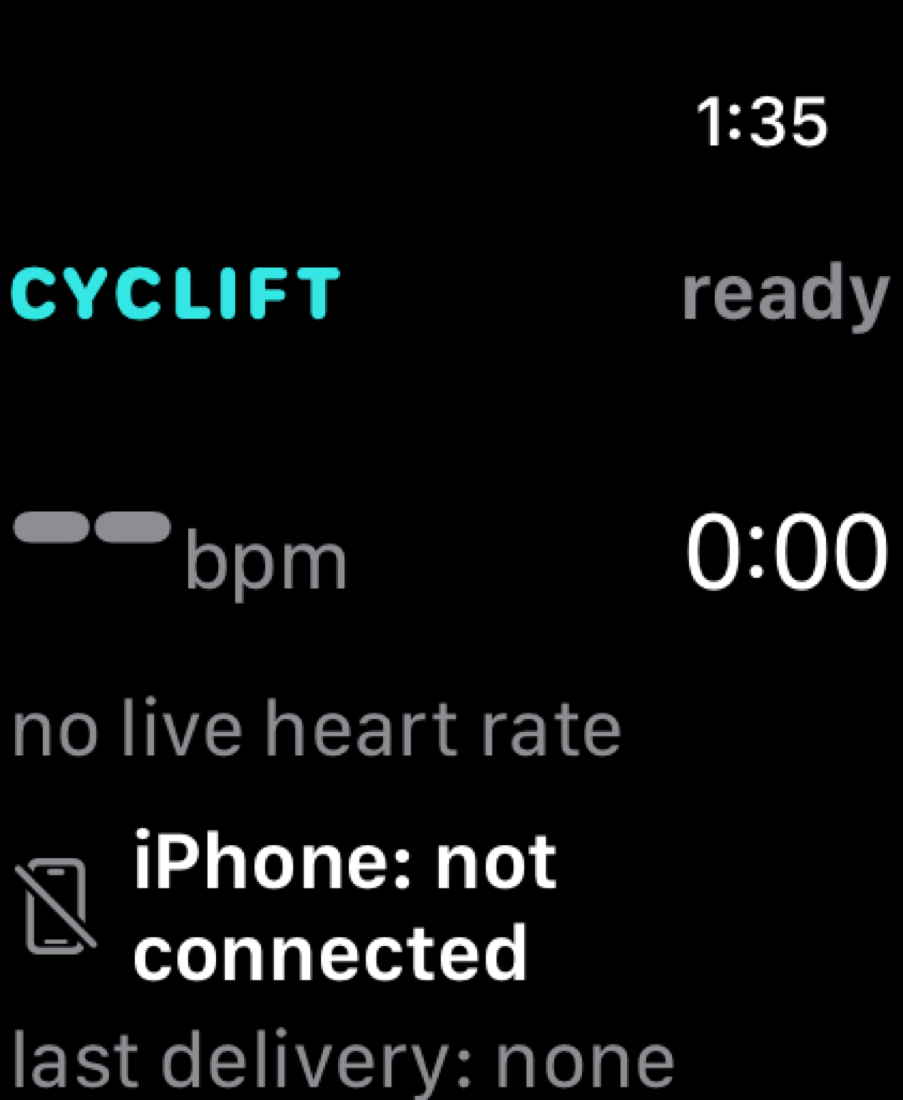 1:35
CYCLIFT ready
-- bpm 0:00
no live heart rate
iPhone: not
connected
last delivery: none